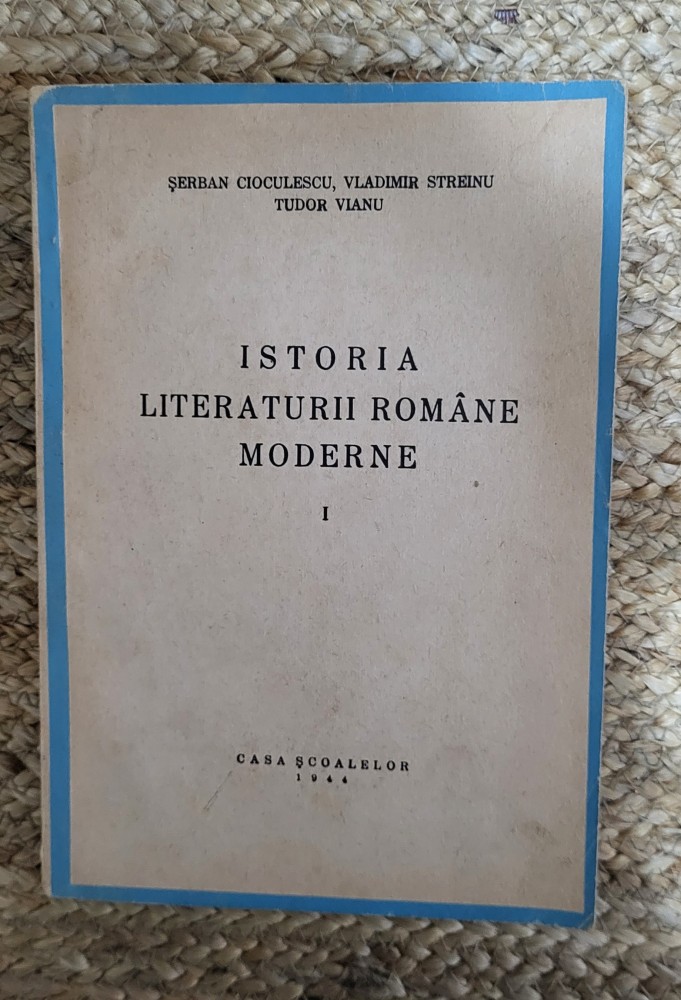 ŞERBAN CIOCULESCU, VLADIMIR STREINU
TUDOR VIANU
ISTORIA
LITERATURII ROMÂNE
MODERNE
I
CASA ŞCOALELOR
1944